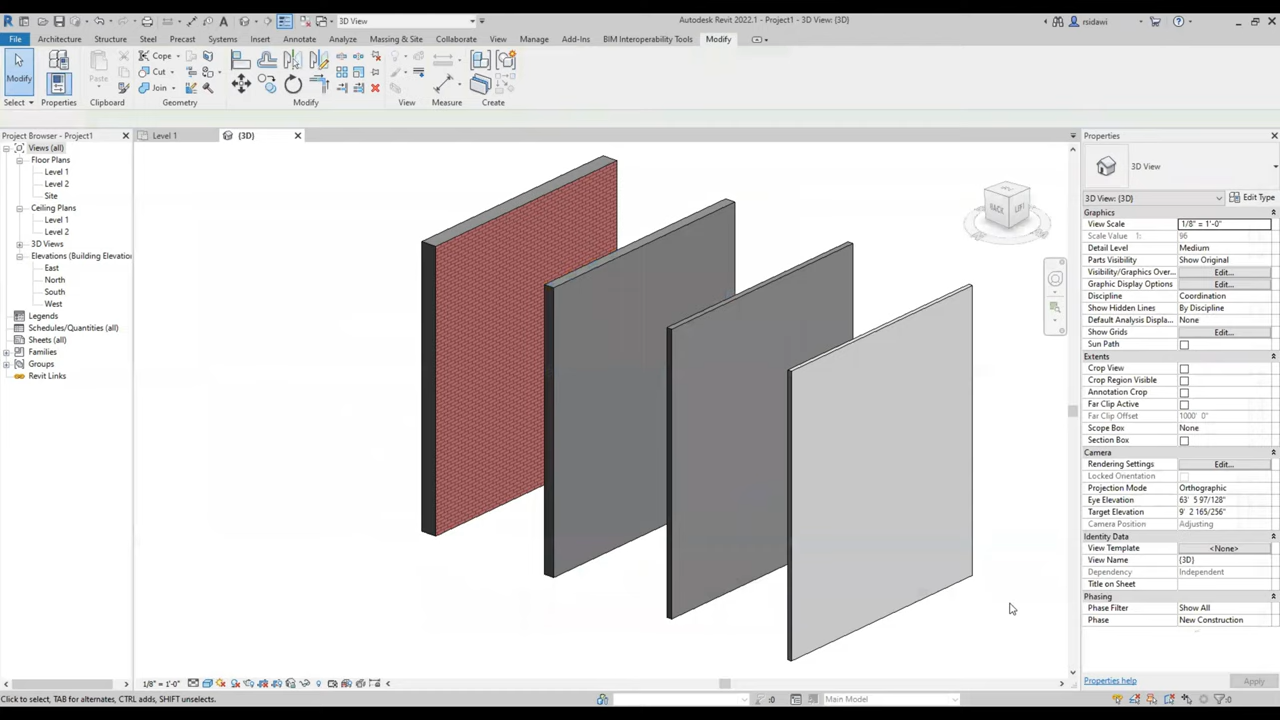 3D View
Autodesk Revit 2022.1 - Project1 - 3D View: {3D}
rsidawi
File Architecture Structure Steel Precast Systems Insert Annotate Analyze Massing & Site Collaborate View Manage Add-Ins BIM Interoperability Tools Modify
Modify
Paste
Cope
Cut
Join
Select Properties Clipboard Geometry Modify View Measure Create
Project Browser - Project1
Level 1
{3D}
Properties
Views (all)
Floor Plans
Level 1
Level 2
Site
Ceiling Plans
Level 1
Level 2
3D Views
Elevations (Building Elevatio
East
North
South
West
Legends
Schedules/Quantities (all)
Sheets (all)
Families
Groups
Revit Links
BACK
3D View
3D View: {3D} Edit Type
Graphics
View Scale 1/8" = 1'-0"
Scale Value 1: 96
Detail Level Medium
Parts Visibility Show Original
Visibility/Graphics Over... Edit...
Graphic Display Options Edit...
Discipline Coordination
Show Hidden Lines By Discipline
Default Analysis Displa... None
Show Grids Edit...
Sun Path
Extents
Crop View
Crop Region Visible
Annotation Crop
Far Clip Active
Far Clip Offset 1000' 0"
Scope Box None
Section Box
Camera
Rendering Settings Edit...
Locked Orientation
Projection Mode Orthographic
Eye Elevation 63' 5 97/128"
Target Elevation 9' 2 165/256"
Camera Position Adjusting
Identity Data
View Template <None>
View Name {3D}
Dependency Independent
Title on Sheet
Phasing
Phase Filter Show All
Phase New Construction
Properties help Apply
1/8" = 1'-0"
Click to select, TAB for alternates, CTRL adds, SHIFT unselects.
:0
Main Model
:0